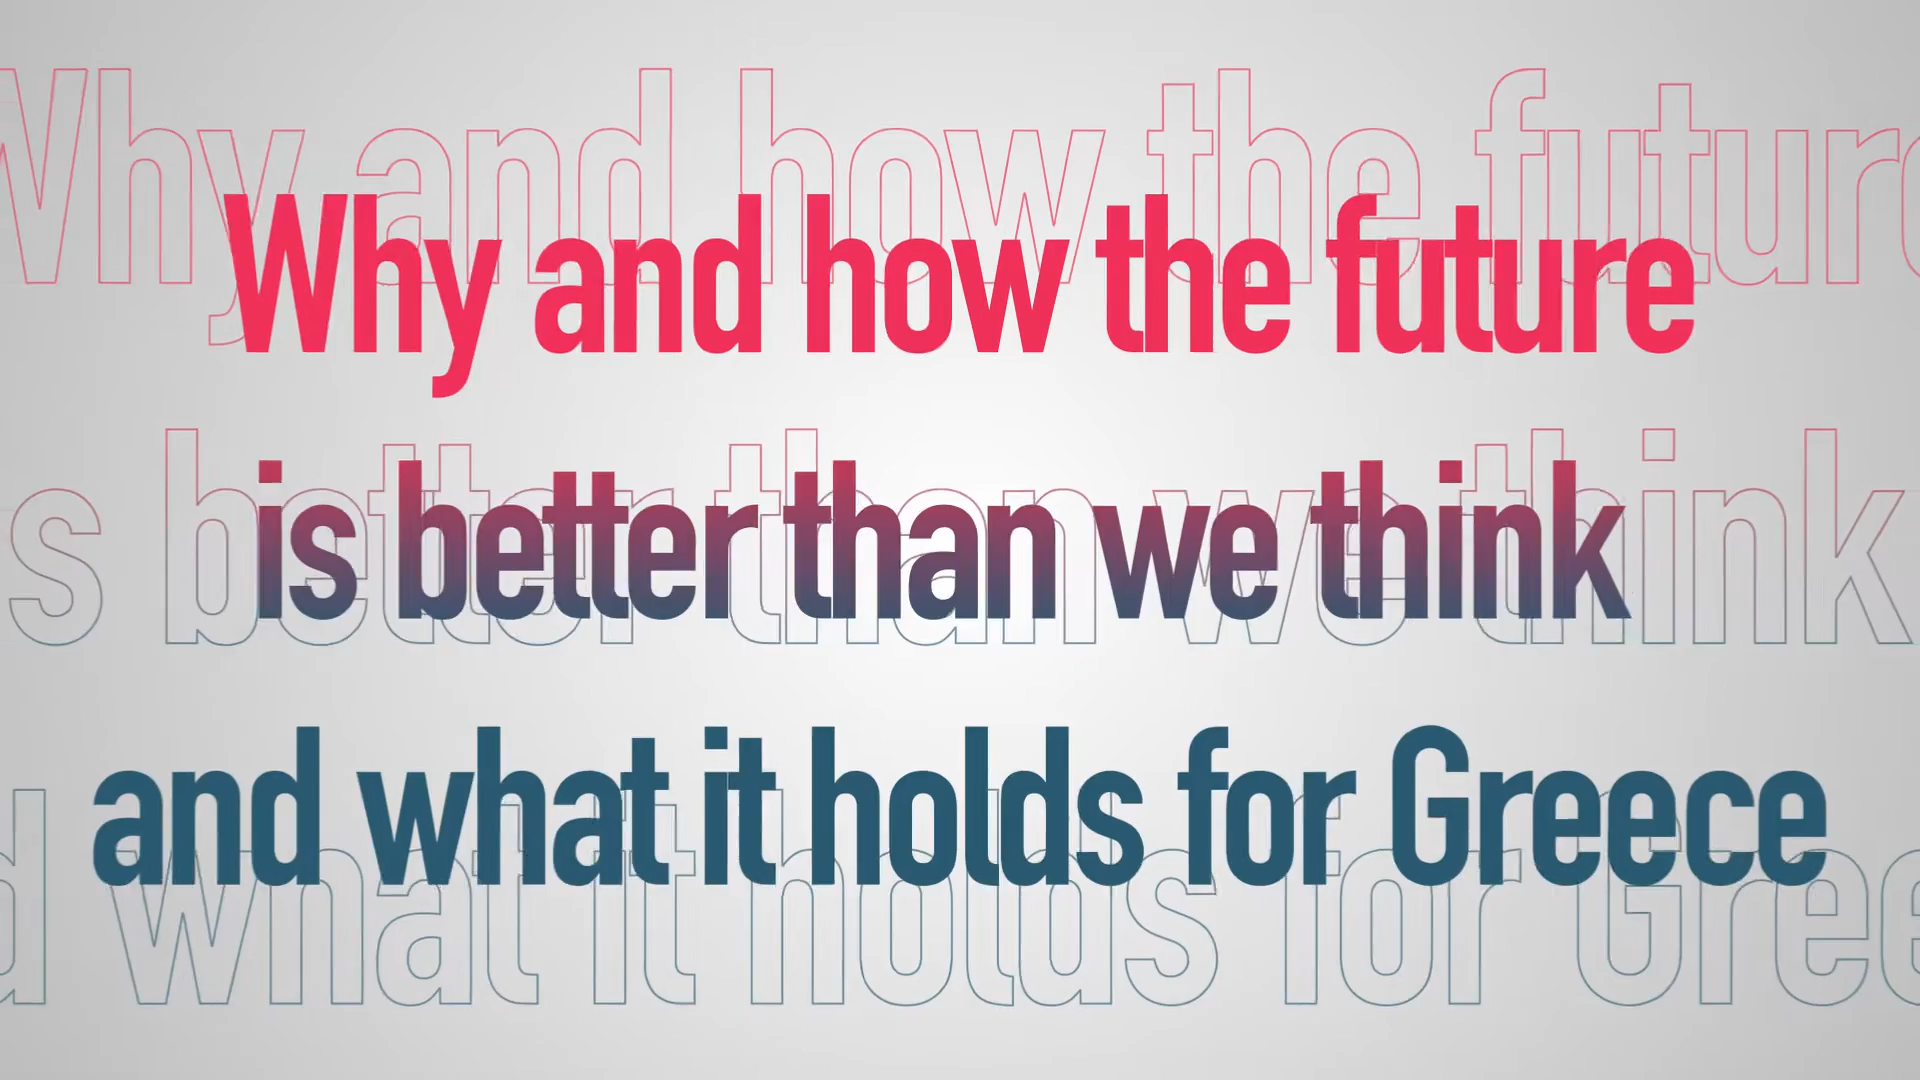 Why and how the future
is better than we think
and what it holds for Greece